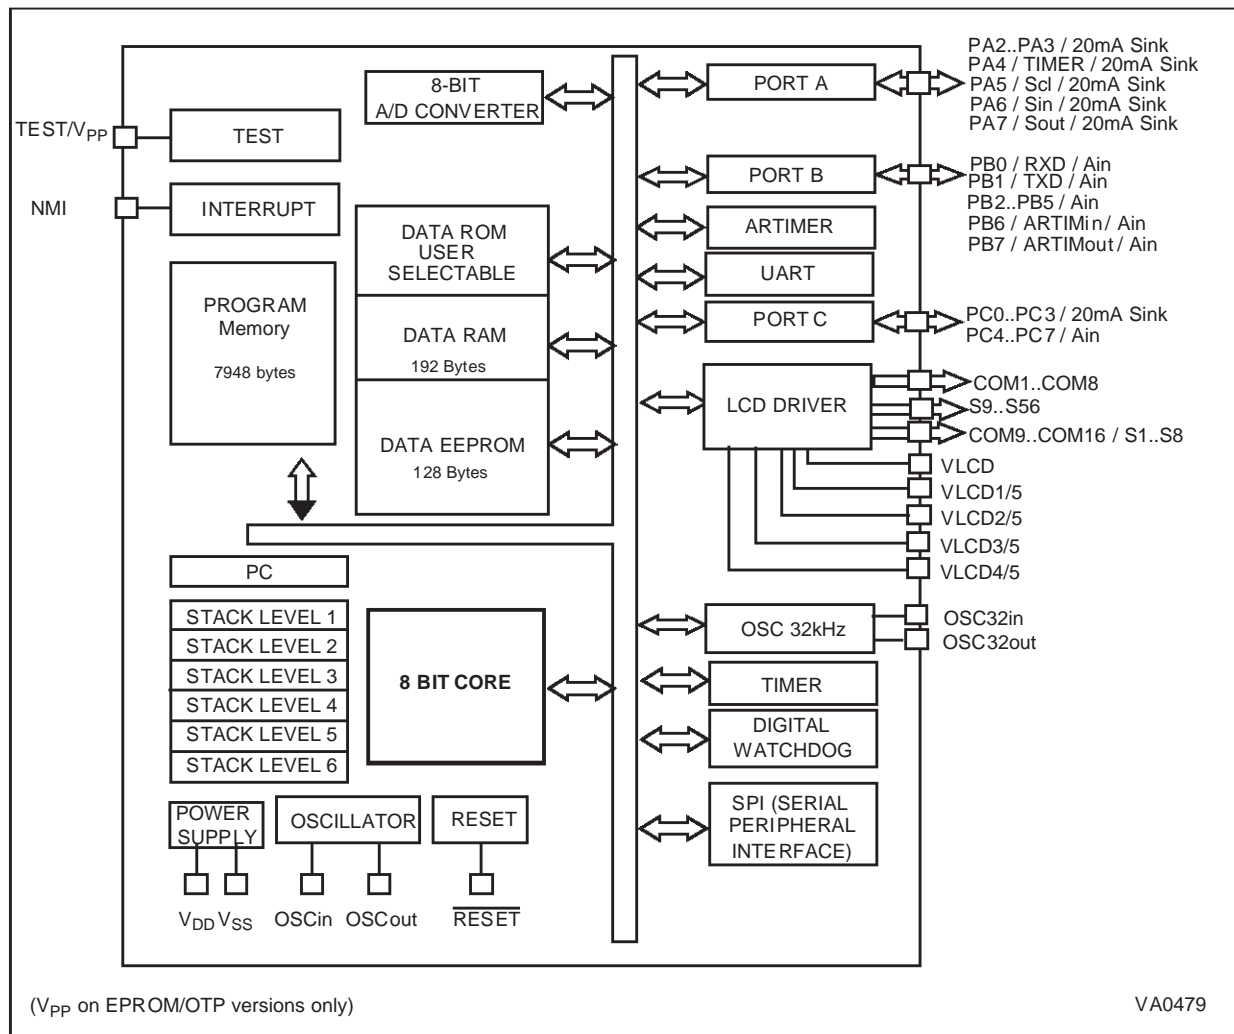 8-BIT
A/D CONVERTER
TEST/VPP
TEST
NMI
INTERRUPT
PROGRAM
Memory
7948 bytes
DATA ROM
USER
SELECTABLE
DATA RAM
192 Bytes
DATA EEPROM
128 Bytes
PC
STACK LEVEL 1
STACK LEVEL 2
STACK LEVEL 3
STACK LEVEL 4
STACK LEVEL 5
STACK LEVEL 6
8 BIT CORE
POWER
SUPPLY
OSCILLATOR
RESET
VDD VSS
OSCin
OSCout
RESET
PORT A
PA2..PA3 / 20mA Sink
PA4 / TIMER / 20mA Sink
PA5 / Scl / 20mA Sink
PA6 / Sin / 20mA Sink
PA7 / Sout / 20mA Sink
PORT B
PB0 / RXD / Ain
PB1 / TXD / Ain
PB2..PB5 / Ain
PB6 / ARTIMin / Ain
PB7 / ARTIMout / Ain
ARTIMER
UART
PORT C
PC0..PC3 / 20mA Sink
PC4..PC7 / Ain
LCD DRIVER
COM1..COM8
S9..S56
COM9..COM16 / S1..S8
VLCD
VLCD1/5
VLCD2/5
VLCD3/5
VLCD4/5
OSC 32kHz
OSC32in
OSC32out
TIMER
DIGITAL
WATCHDOG
SPI (SERIAL
PERIPHERAL
INTERFACE)
(VPP on EPROM/OTP versions only)
VA0479